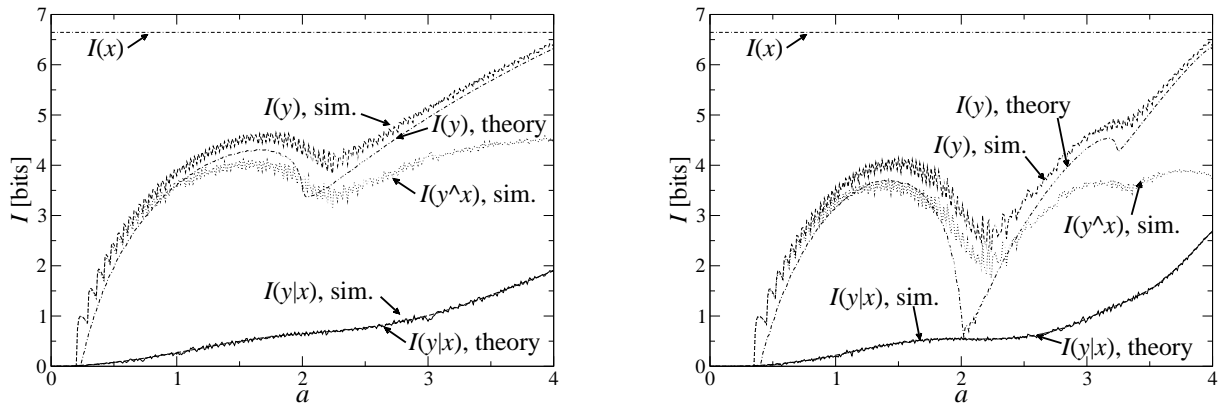 7
6
5
4
3
2
1
0
I [bits]
0
1
2
3
4
a
I(x)
I(y), sim.
I(y), theory
I(y^x), sim.
I(y|x), sim.
I(y|x), theory
7
6
5
4
3
2
1
0
I [bits]
0
1
2
3
4
a
I(x)
I(y), theory
I(y), sim.
I(y^x), sim.
I(y|x), sim.
I(y|x), theory